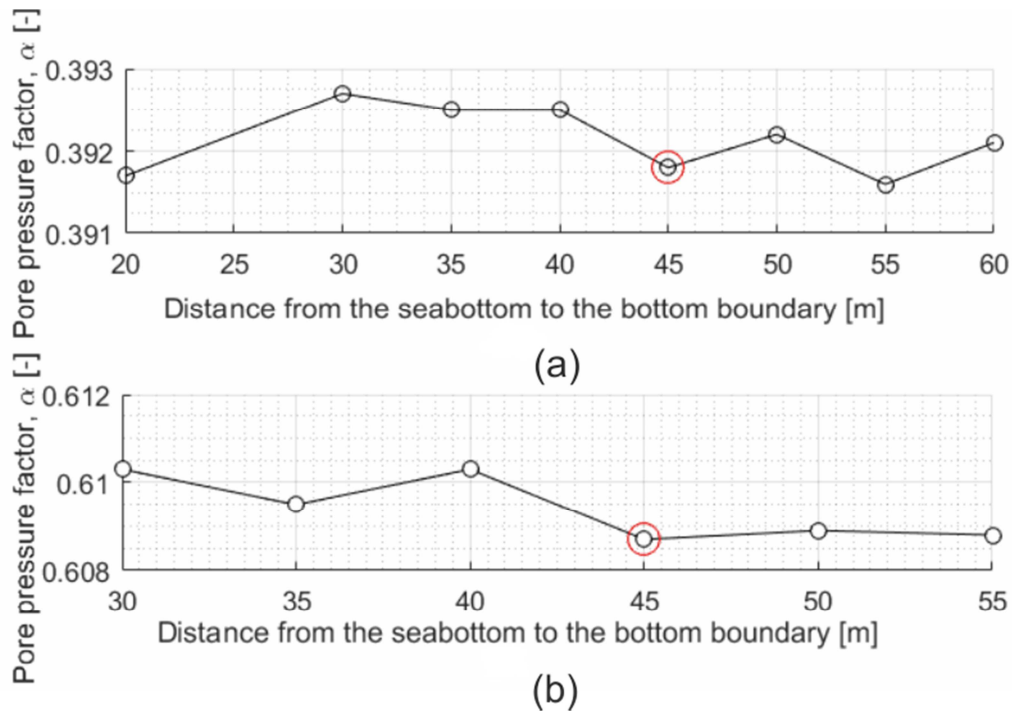 Pore pressure factor, α [-]
0.393
0.392
0.391
20 25 30 35 40 45 50 55 60
Distance from the seabottom to the bottom boundary [m]
(a)
Pore pressure factor, α [-]
0.612
0.61
0.608
30 35 40 45 50 55
Distance from the seabottom to the bottom boundary [m]
(b)